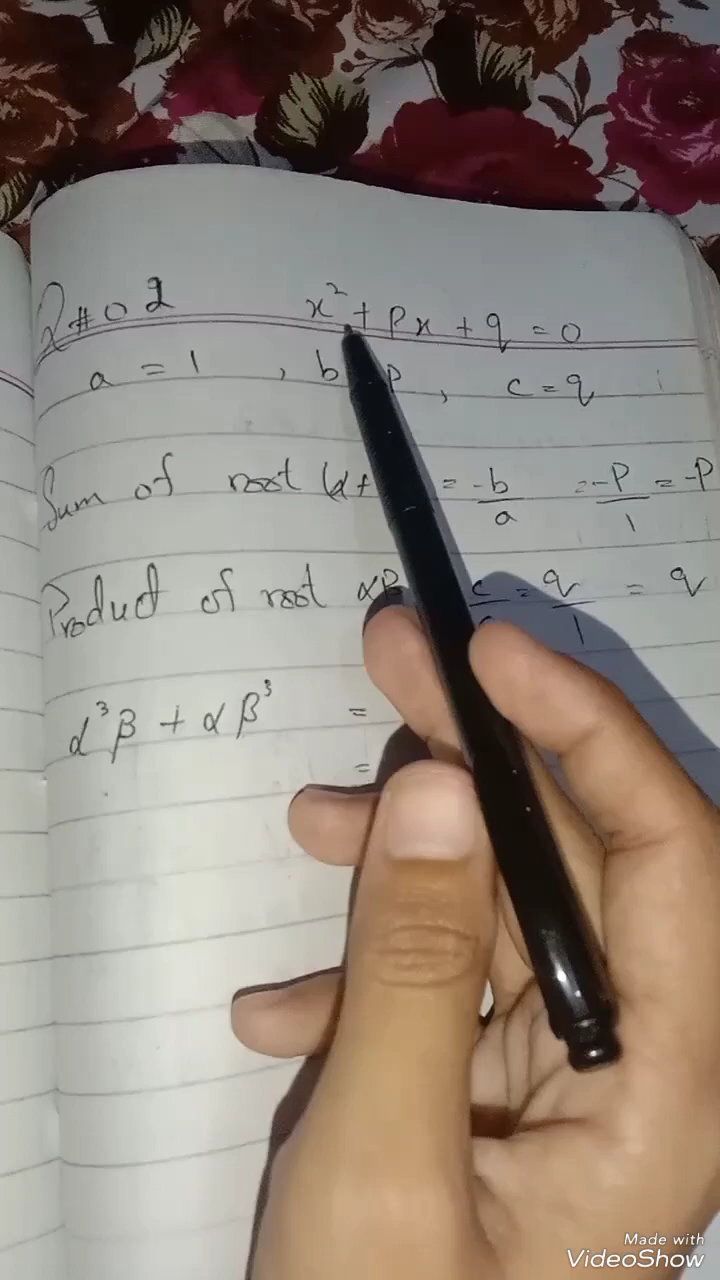 Q#02 x² + Px + q = 0
a = 1 , b P , c = q
Sum of root (α+ = -b/a = -P/1 = -P
Product of root αβ c/ = q/1 = q
α³β + αβ³ =
=
Made with
VideoShow